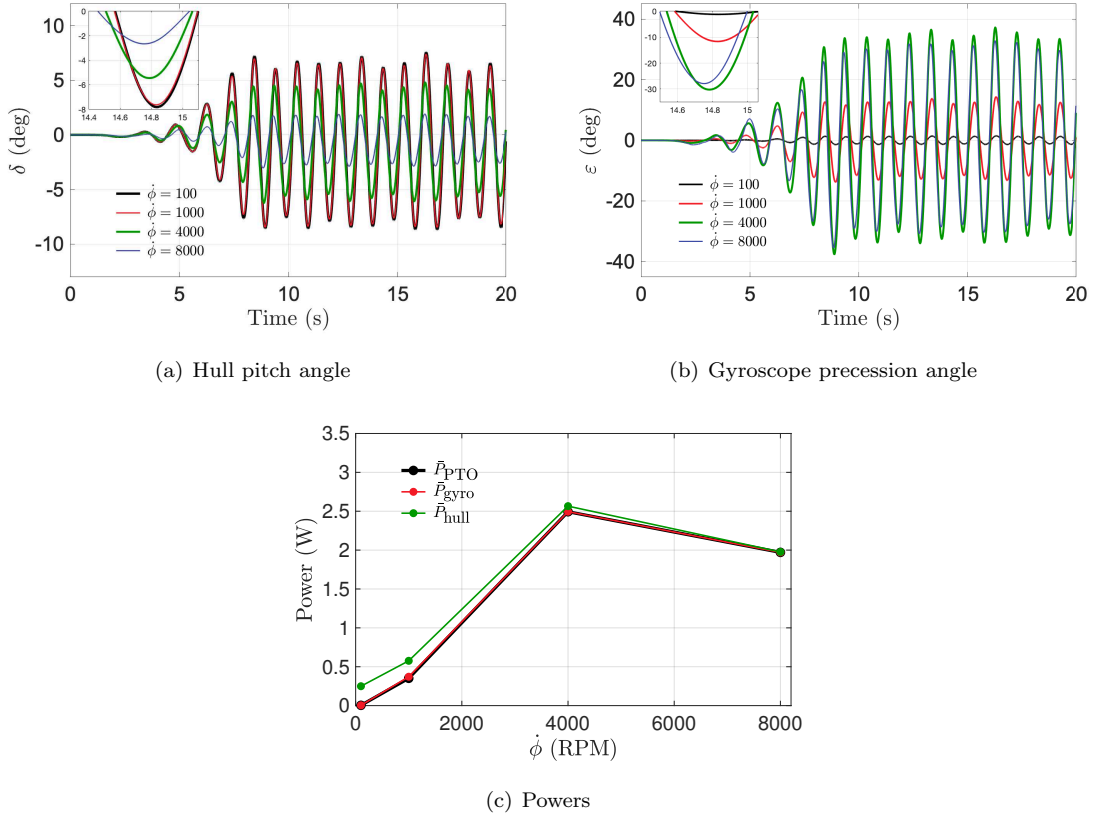 10
5
0
-5
-10
δ (deg)
0
-2
-4
-6
-8
14.4
14.6
14.8
15
φ̇ = 100
φ̇ = 1000
φ̇ = 4000
φ̇ = 8000
0
5
10
15
20
Time (s)
(a) Hull pitch angle
40
20
0
-20
-40
ε (deg)
0
-10
-20
-30
14.6
14.8
15
φ̇ = 100
φ̇ = 1000
φ̇ = 4000
φ̇ = 8000
0
5
10
15
20
Time (s)
(b) Gyroscope precession angle
3.5
3
2.5
2
1.5
1
0.5
0
Power (W)
P̄PTO
P̄gyro
P̄hull
0
2000
4000
6000
8000
φ̇ (RPM)
(c) Powers